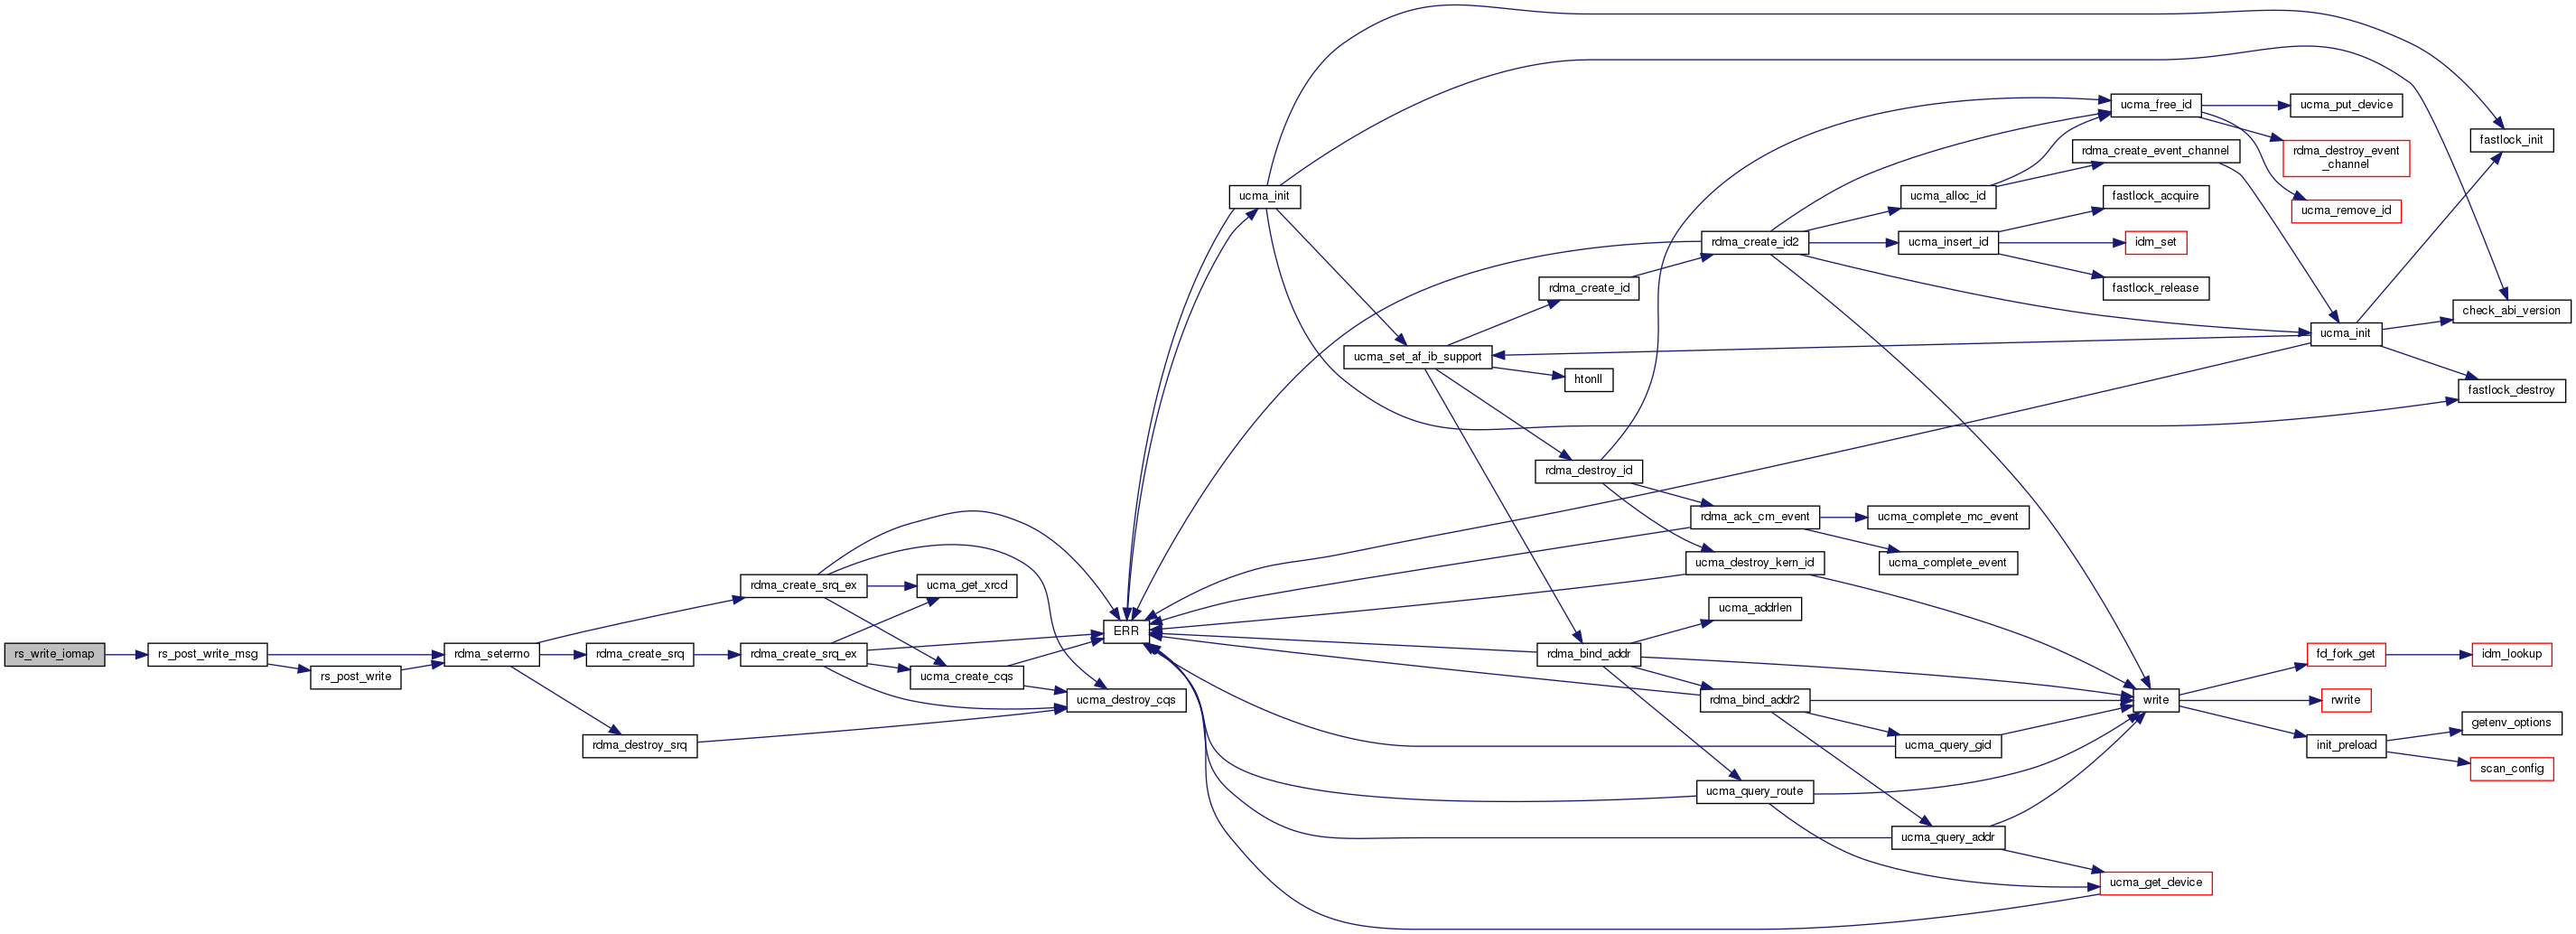 rs_write_iomap
rs_post_write_msg
rs_post_write
rdma_seterrno
rdma_create_srq
rdma_destroy_srq
rdma_create_srq_ex
rdma_create_srq_ex
ucma_get_xrcd
ucma_create_cqs
ucma_destroy_cqs
ERR
ucma_init
ucma_set_af_ib_support
rdma_create_id
htonll
rdma_destroy_id
rdma_bind_addr
rdma_create_id2
rdma_ack_cm_event
ucma_destroy_kern_id
ucma_addrlen
rdma_bind_addr2
ucma_query_route
ucma_alloc_id
ucma_insert_id
ucma_complete_mc_event
ucma_complete_event
ucma_query_gid
ucma_query_addr
ucma_free_id
rdma_create_event_channel
fastlock_acquire
idm_set
fastlock_release
write
ucma_get_device
ucma_put_device
rdma_destroy_event
_channel
ucma_remove_id
ucma_init
fd_fork_get
rwrite
init_preload
fastlock_init
check_abi_version
fastlock_destroy
idm_lookup
getenv_options
scan_config